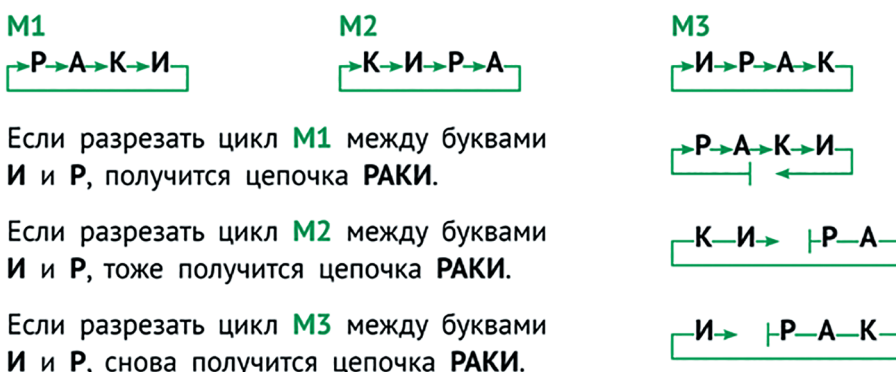 М1 М2 М3
Р А К И К И Р А И Р А К
Если разрезать цикл М1 между буквами
И и Р, получится цепочка РАКИ.
Р А К И
Если разрезать цикл М2 между буквами
И и Р, тоже получится цепочка РАКИ.
К И Р А
Если разрезать цикл М3 между буквами
И и Р, снова получится цепочка РАКИ.
И Р А К